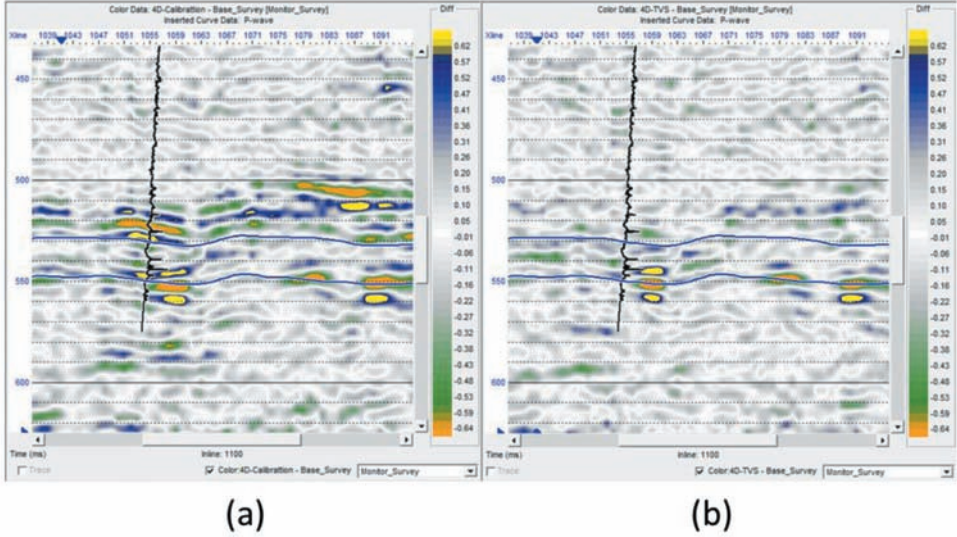 Color Data: 4D-Calibration - Base_Survey [Monitor_Survey]
Inserted Curve Data: P-wave
Diff
Xline 1039 1043 1047 1051 1055 1059 1063 1067 1071 1075 1079 1083 1087 1091
0.62
0.57
0.52
0.47
0.41
0.36
0.31
0.26
0.20
0.15
0.10
0.05
-0.01
-0.06
-0.11
-0.16
-0.22
-0.27
-0.32
-0.38
-0.43
-0.48
-0.53
-0.59
-0.64
450
500
550
600
Time (ms)
Inline: 1100
Trace
Color:4D-Calibration - Base_Survey
Monitor_Survey
(a)
Color Data: 4D-TVS - Base_Survey [Monitor_Survey]
Inserted Curve Data: P-wave
Diff
Xline 1039 1043 1047 1051 1055 1059 1063 1067 1071 1075 1079 1083 1087 1091
0.62
0.57
0.52
0.47
0.41
0.36
0.31
0.26
0.20
0.15
0.10
0.05
-0.01
-0.06
-0.11
-0.16
-0.22
-0.27
-0.32
-0.38
-0.43
-0.48
-0.53
-0.59
-0.64
450
500
550
600
Time (ms)
Inline: 1100
Trace
Color:4D-TVS - Base_Survey
Monitor_Survey
(b)